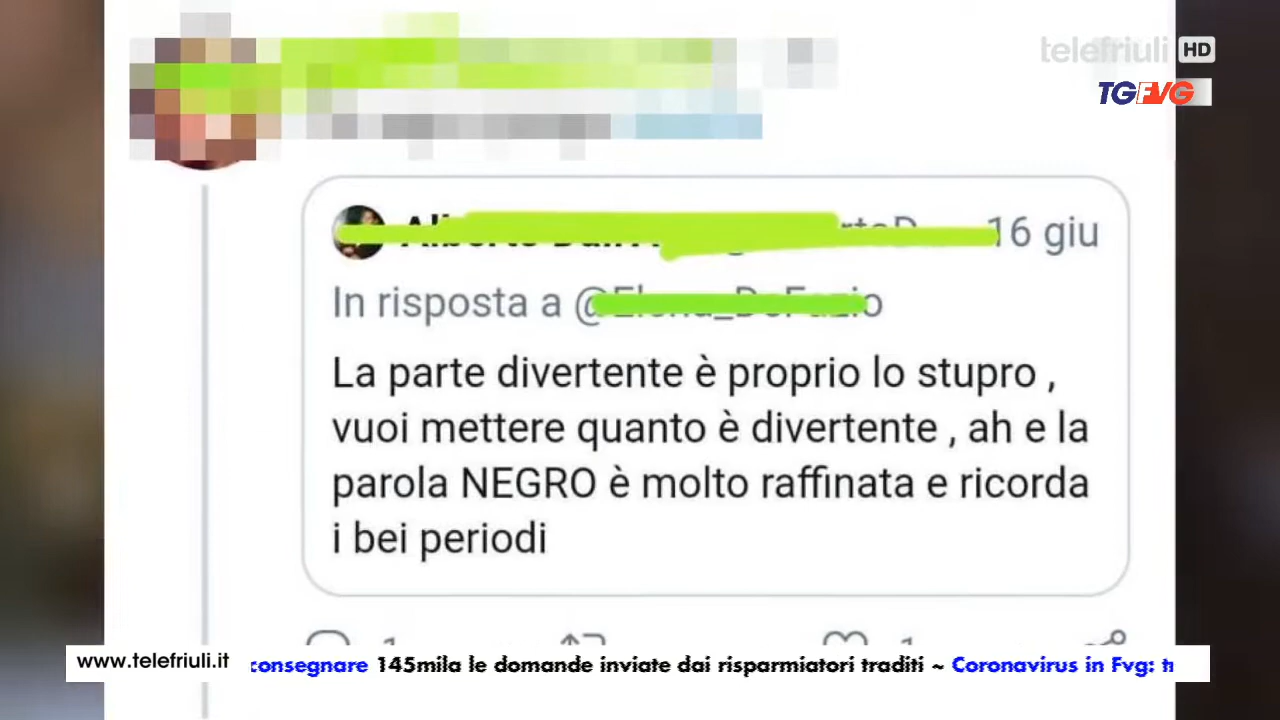 telefriuli HD
TGFVG
16 giu
In risposta a
La parte divertente è proprio lo stupro ,
vuoi mettere quanto è divertente , ah e la
parola NEGRO è molto raffinata e ricorda
i bei periodi
www.telefriuli.it
consegnare 145mila le domande inviate dai risparmiatori traditi ~ Coronavirus in Fvg: